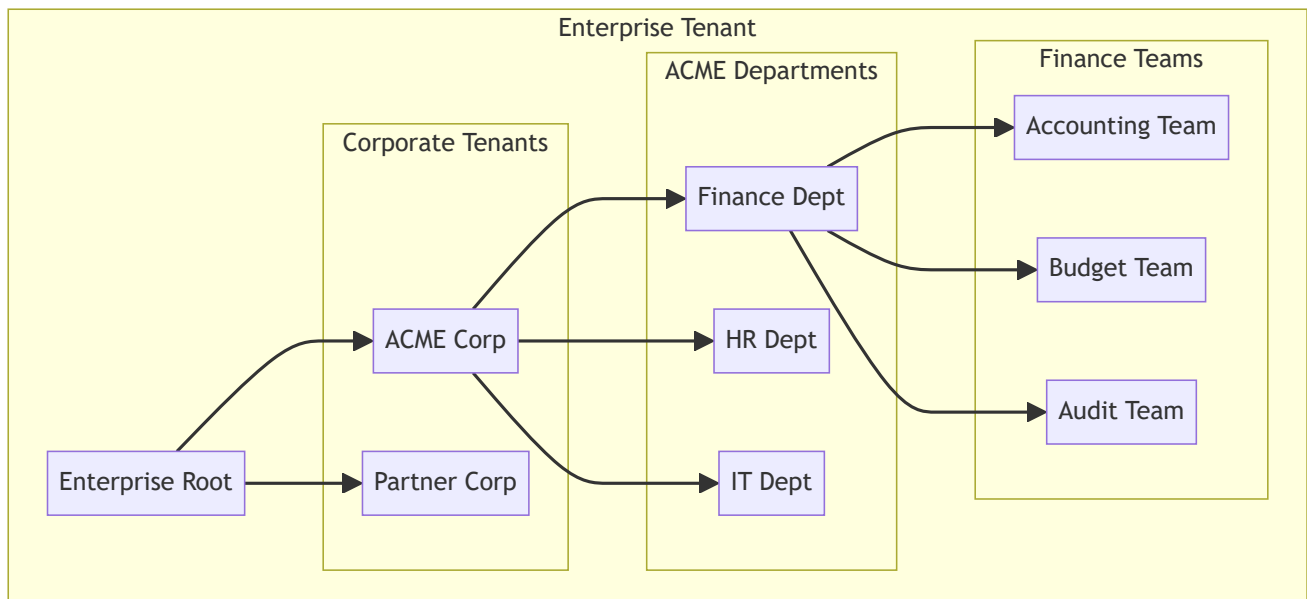 Enterprise Tenant
Corporate Tenants
ACME Departments
Finance Teams
Enterprise Root
ACME Corp
Partner Corp
Finance Dept
HR Dept
IT Dept
Accounting Team
Budget Team
Audit Team